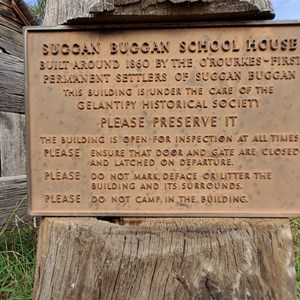 SUGGAN BUGGAN SCHOOL HOUSE
BUILT AROUND 1860 BY THE O'ROURKES-FIRST
PERMANENT SETTLERS OF SUGGAN BUGGAN
THIS BUILDING IS UNDER THE CARE OF THE
GELANTIPY HISTORICAL SOCIETY
PLEASE PRESERVE IT
THE BUILDING IS OPEN FOR INSPECTION AT ALL TIMES
PLEASE ENSURE THAT DOOR AND GATE ARE CLOSED
AND LATCHED ON DEPARTURE.
PLEASE DO NOT MARK, DEFACE OR LITTER THE
BUILDING AND ITS SURROUNDS.
PLEASE DO NOT CAMP, IN THE, BUILDING.